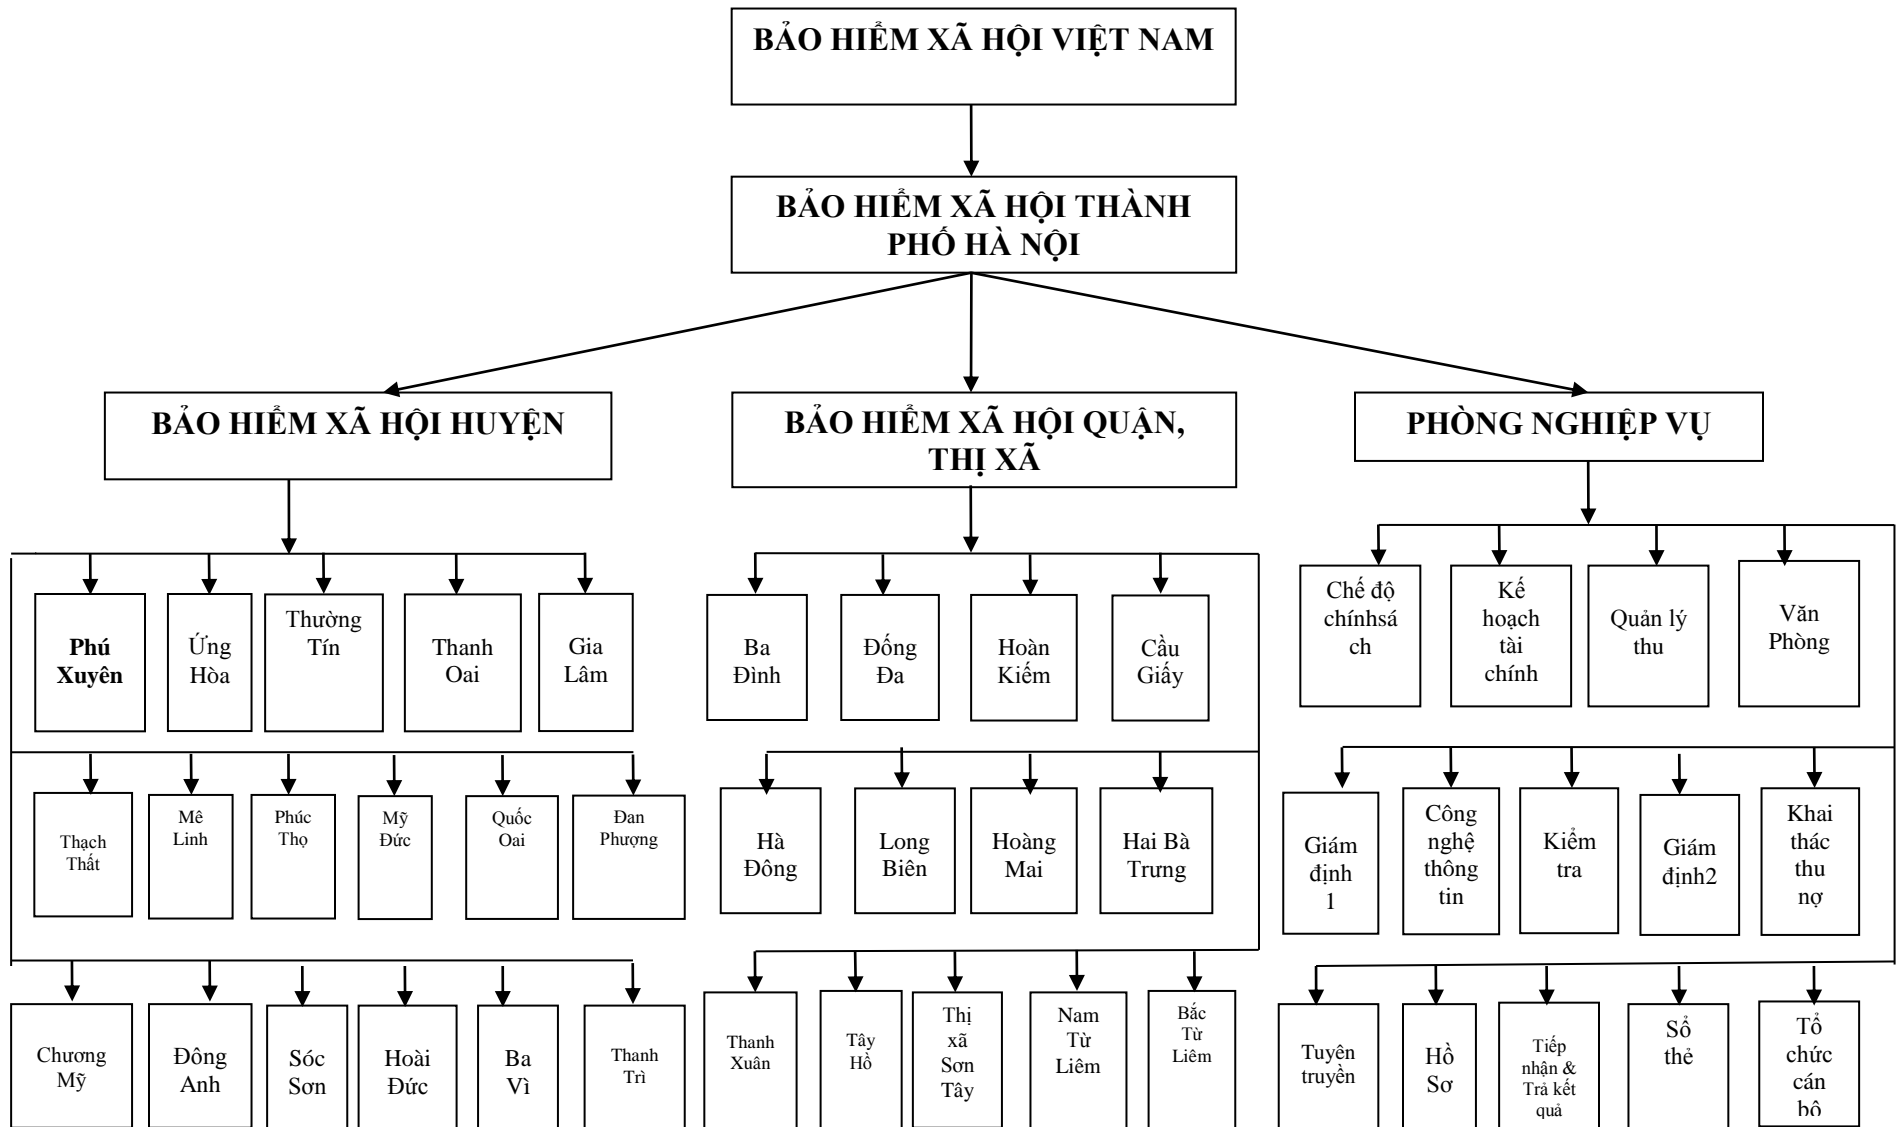 BẢO HIỂM XÃ HỘI VIỆT NAM
BẢO HIỂM XÃ HỘI THÀNH
PHỐ HÀ NỘI
BẢO HIỂM XÃ HỘI HUYỆN
BẢO HIỂM XÃ HỘI QUẬN,
THỊ XÃ
PHÒNG NGHIỆP VỤ
Phú
Xuyên
Ứng
Hòa
Thường
Tín
Thanh
Oai
Gia
Lâm
Ba
Đình
Đống
Đa
Hoàn
Kiếm
Cầu
Giấy
Chế độ
chínhsá
ch
Kế
hoạch
tài
chính
Quản lý
thu
Văn
Phòng
Thạch
Thất
Mê
Linh
Phúc
Thọ
Mỹ
Đức
Quốc
Oai
Đan
Phượng
Hà
Đông
Long
Biên
Hoàng
Mai
Hai Bà
Trưng
Giám
định
1
Công
nghệ
thông
tin
Kiểm
tra
Giám
định2
Khai
thác
thu
nợ
Chương
Mỹ
Đông
Anh
Sóc
Sơn
Hoài
Đức
Ba
Vì
Thanh
Trì
Thanh
Xuân
Tây
Hồ
Thị
xã
Sơn
Tây
Nam
Từ
Liêm
Bắc
Từ
Liêm
Tuyên
truyền
Hồ
Sơ
Tiếp
nhận &
Trả kết
quả
Sổ
thẻ
Tổ
chức
cán
bộ